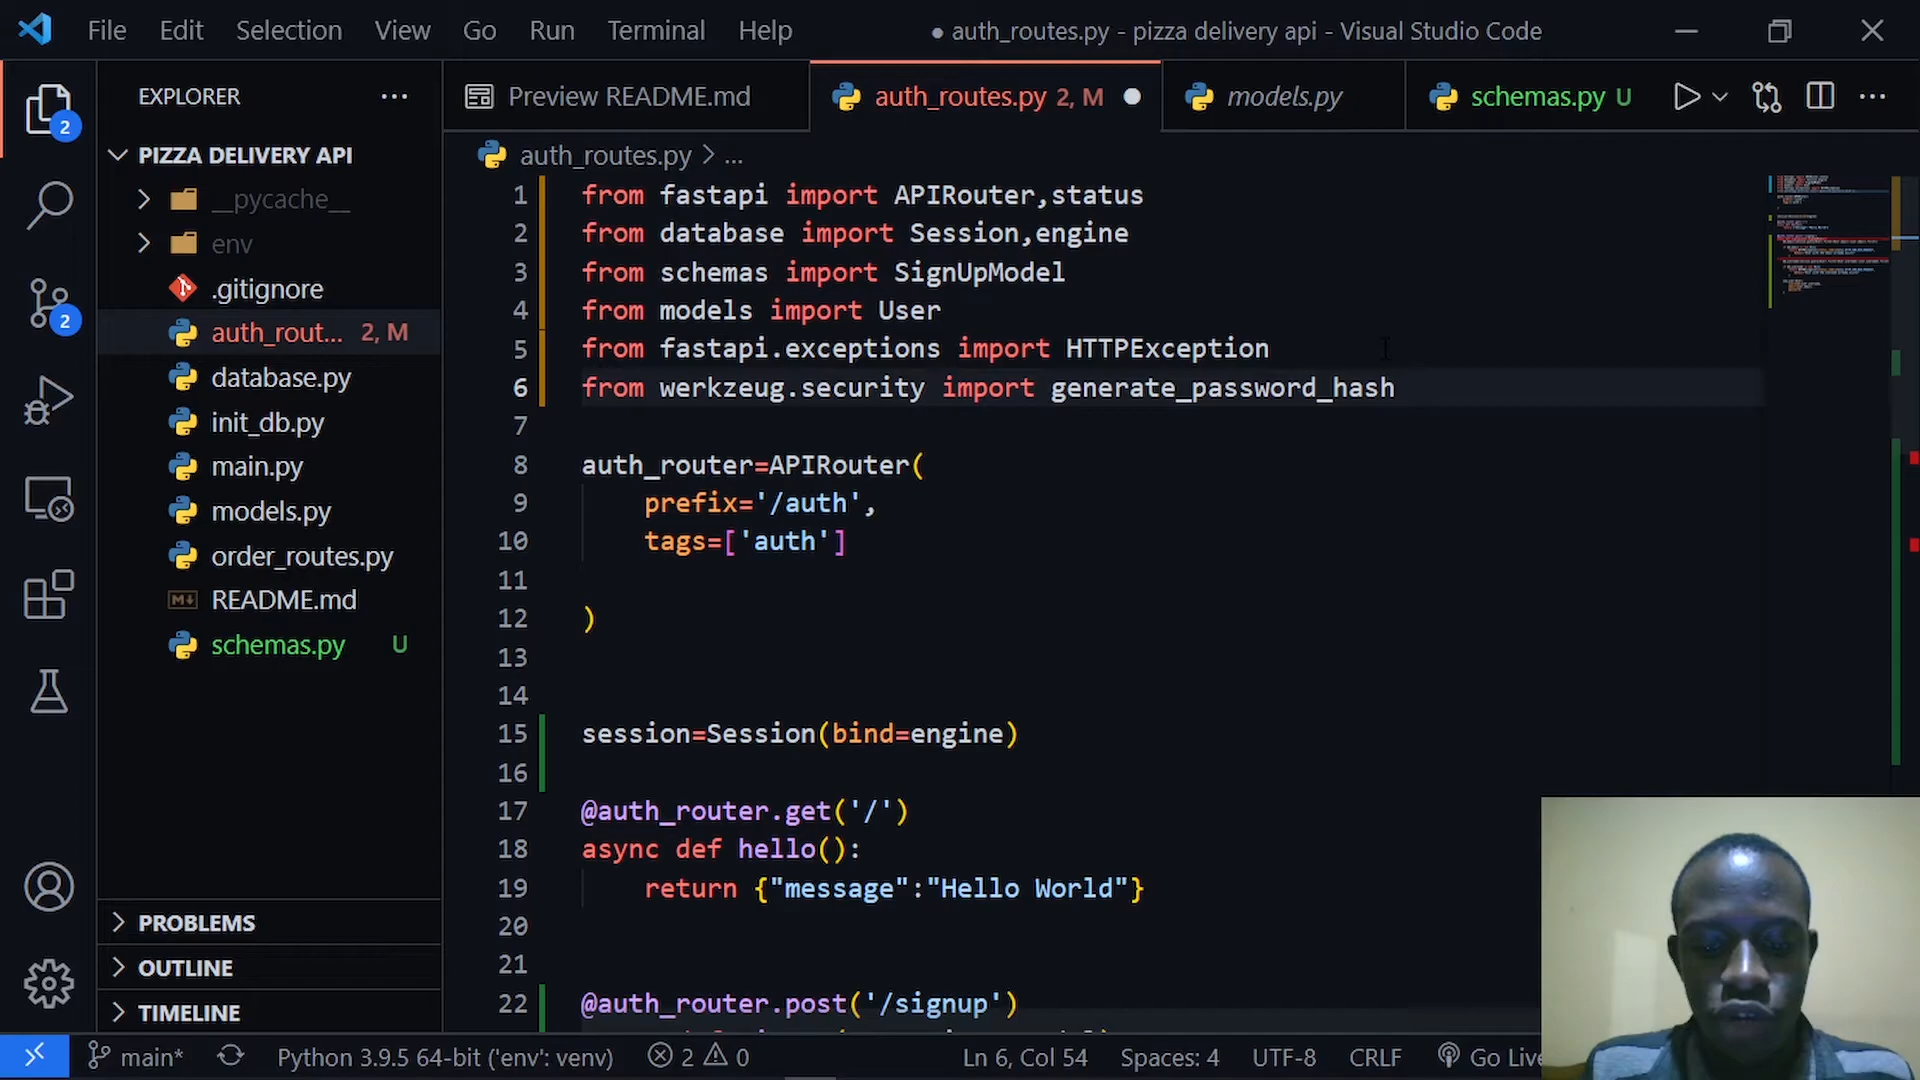 File Edit Selection View Go Run Terminal Help
● auth_routes.py - pizza delivery api - Visual Studio Code
EXPLORER
Preview README.md
auth_routes.py 2, M
models.py
schemas.py U
2
PIZZA DELIVERY API
__pycache__
env
.gitignore
auth_rout... 2, M
database.py
init_db.py
main.py
models.py
order_routes.py
README.md
schemas.py U
2
PROBLEMS
OUTLINE
TIMELINE
auth_routes.py > ...
1 from fastapi import APIRouter,status
2 from database import Session,engine
3 from schemas import SignUpModel
4 from models import User
5 from fastapi.exceptions import HTTPException
6 from werkzeug.security import generate_password_hash
7
8 auth_router=APIRouter(
9     prefix='/auth',
10     tags=['auth']
11
12 )
13
14
15 session=Session(bind=engine)
16
17 @auth_router.get('/')
18 async def hello():
19     return {"message":"Hello World"}
20
21
22 @auth_router.post('/signup')
main* Python 3.9.5 64-bit ('env': venv) 2 0 Ln 6, Col 54 Spaces: 4 UTF-8 CRLF Go Live